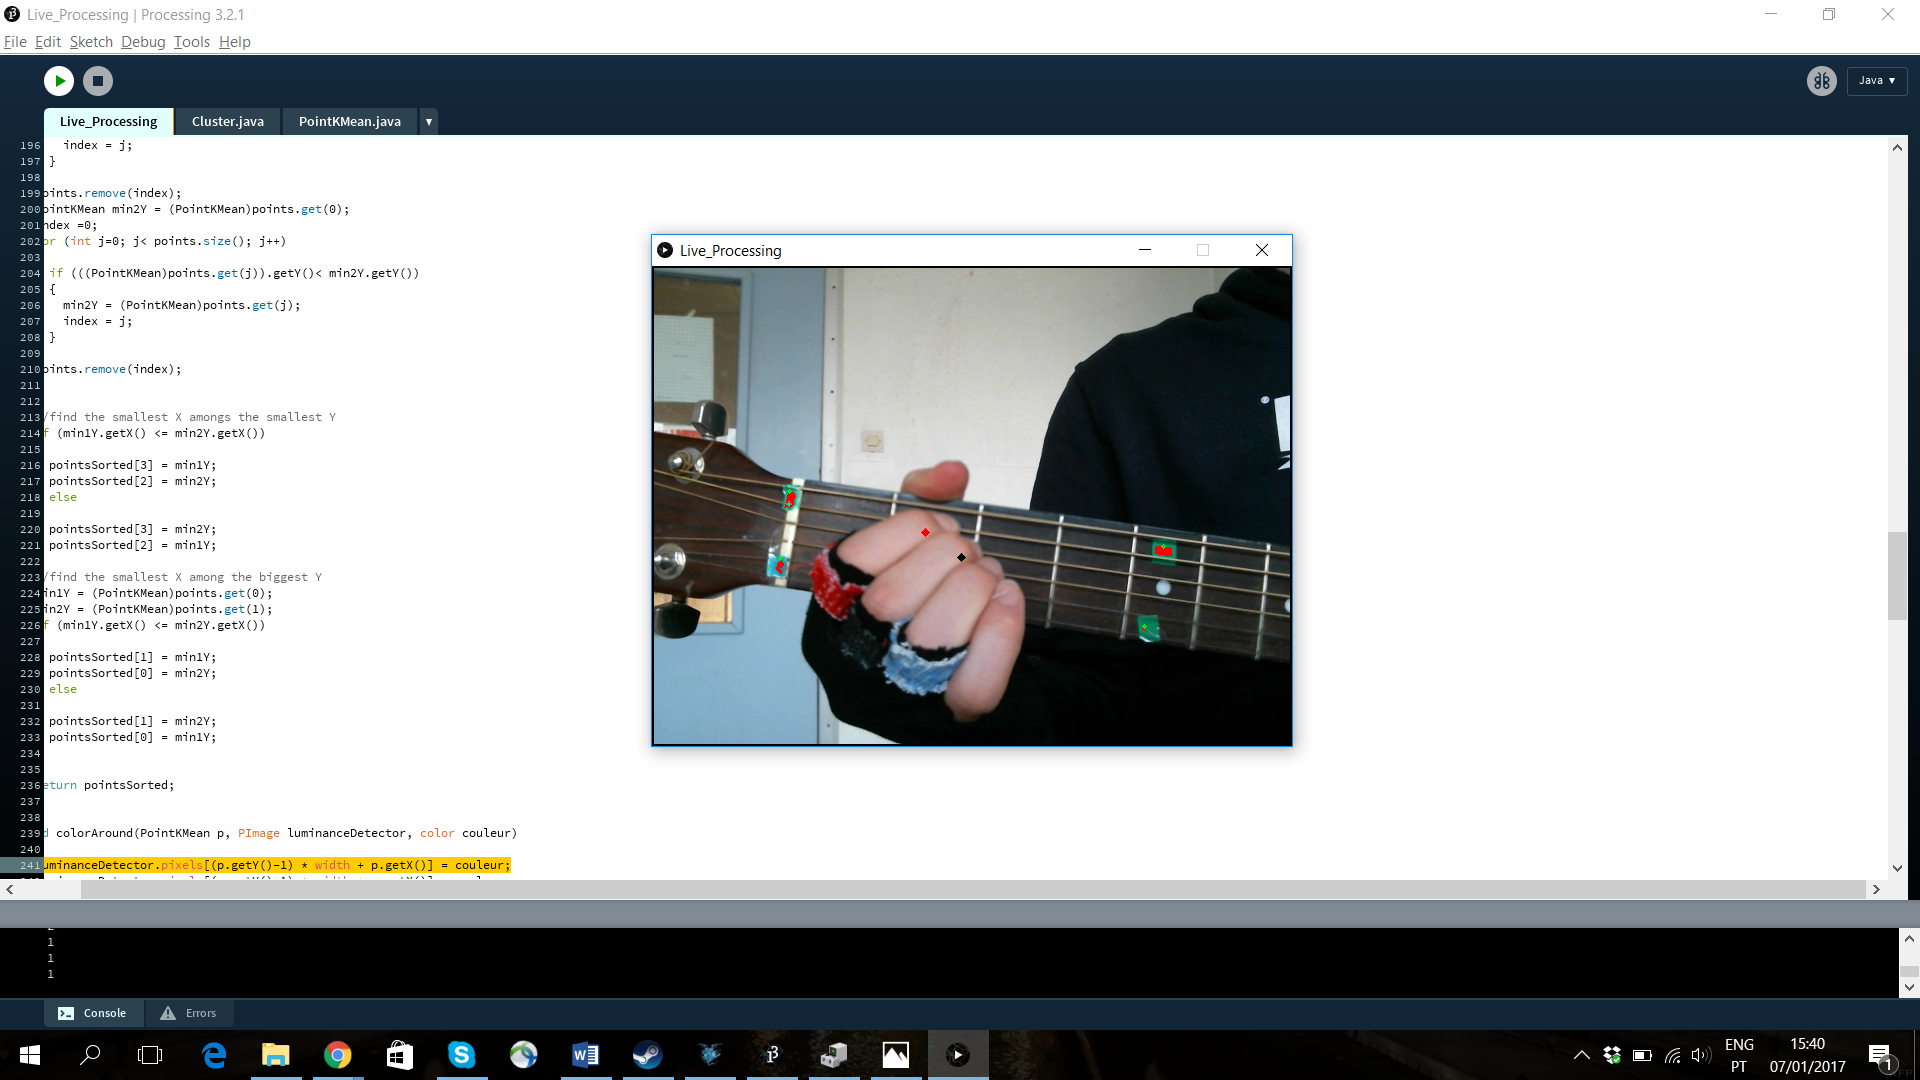 Live_Processing | Processing 3.2.1
File Edit Sketch Debug Tools Help
Java ▼
Live_Processing Cluster.java PointKMean.java ▼
196 index = j;
197 }
198
199 oints.remove(index);
200 ointKMean min2Y = (PointKMean)points.get(0);
201 ndex =0;
202 or (int j=0; j< points.size(); j++)
203
204 if (((PointKMean)points.get(j)).getY()< min2Y.getY())
205 {
206 min2Y = (PointKMean)points.get(j);
207 index = j;
208 }
209
210 oints.remove(index);
211
212
213 /find the smallest X amongs the smallest Y
214 f (min1Y.getX() <= min2Y.getX())
215
216 pointsSorted[3] = min1Y;
217 pointsSorted[2] = min2Y;
218 else
219
220 pointsSorted[3] = min2Y;
221 pointsSorted[2] = min1Y;
222
223 /find the smallest X among the biggest Y
224 in1Y = (PointKMean)points.get(0);
225 in2Y = (PointKMean)points.get(1);
226 f (min1Y.getX() <= min2Y.getX())
227
228 pointsSorted[1] = min1Y;
229 pointsSorted[0] = min2Y;
230 else
231
232 pointsSorted[1] = min2Y;
233 pointsSorted[0] = min1Y;
234
235
236 eturn pointsSorted;
237
238
239 d colorAround(PointKMean p, PImage luminanceDetector, color couleur)
240
241 uminanceDetector.pixels[(p.getY()-1) * width + p.getX()] = couleur;
Live_Processing
1
1
1
Console Errors
ENG
PT
15:40
07/01/2017
1